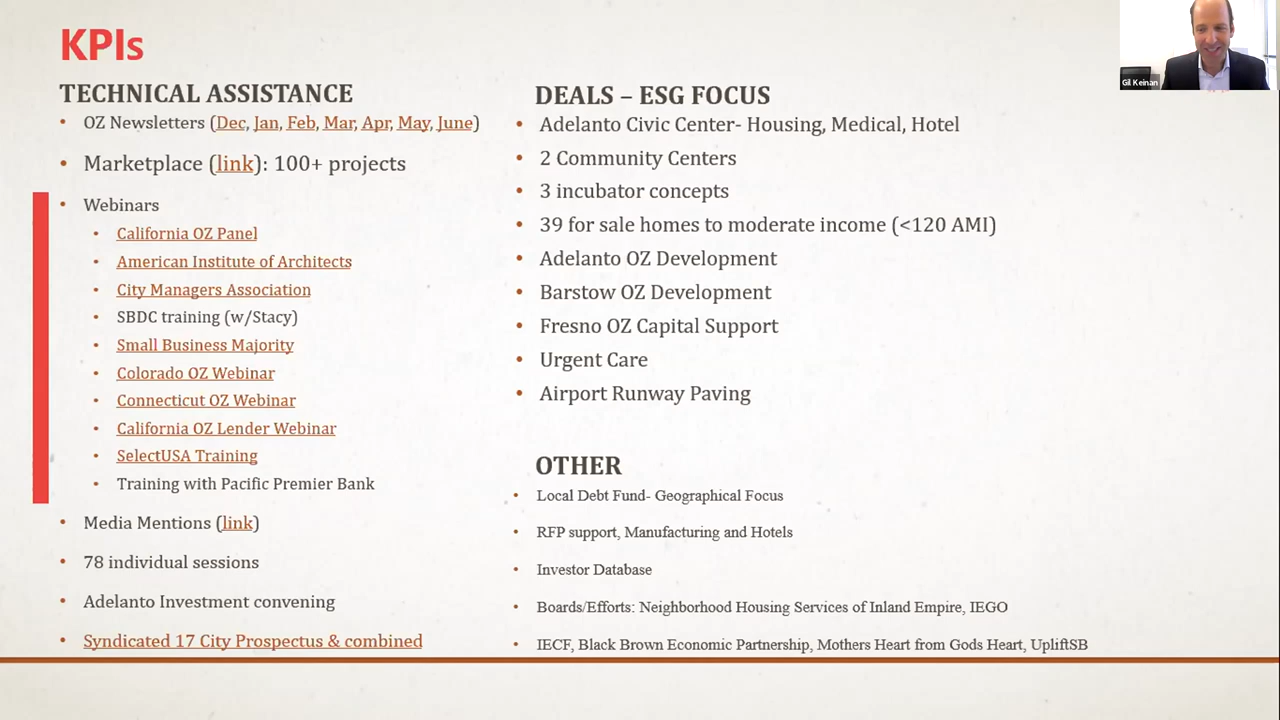 KPIs
TECHNICAL ASSISTANCE
• OZ Newsletters (Dec, Jan, Feb, Mar, Apr, May, June)
• Marketplace (link): 100+ projects
• Webinars
• California OZ Panel
• American Institute of Architects
• City Managers Association
• SBDC training (w/Stacy)
• Small Business Majority
• Colorado OZ Webinar
• Connecticut OZ Webinar
• California OZ Lender Webinar
• SelectUSA Training
• Training with Pacific Premier Bank
• Media Mentions (link)
• 78 individual sessions
• Adelanto Investment convening
• Syndicated 17 City Prospectus & combined
DEALS – ESG FOCUS
• Adelanto Civic Center- Housing, Medical, Hotel
• 2 Community Centers
• 3 incubator concepts
• 39 for sale homes to moderate income (<120 AMI)
• Adelanto OZ Development
• Barstow OZ Development
• Fresno OZ Capital Support
• Urgent Care
• Airport Runway Paving
OTHER
• Local Debt Fund- Geographical Focus
• RFP support, Manufacturing and Hotels
• Investor Database
• Boards/Efforts: Neighborhood Housing Services of Inland Empire, IEGO
• IECF, Black Brown Economic Partnership, Mothers Heart from Gods Heart, UpliftSB
Gil Keinan